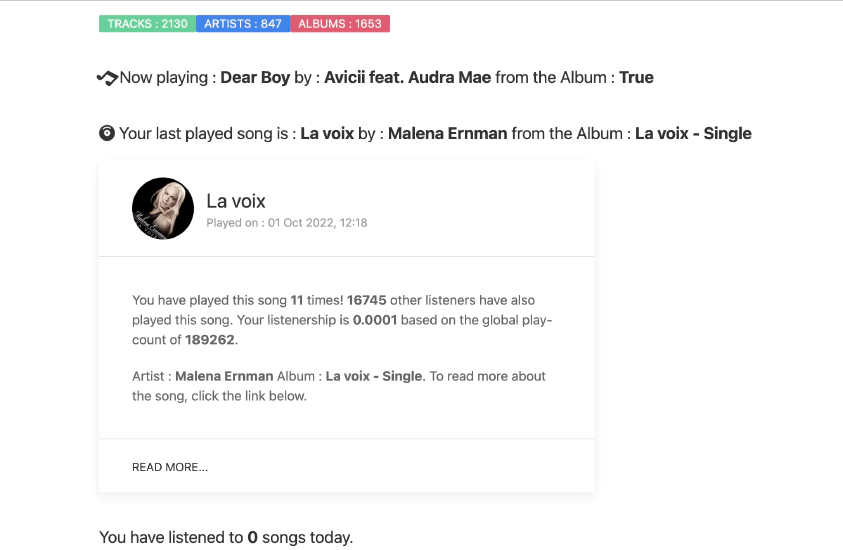 TRACKS : 2130 ARTISTS : 847 ALBUMS : 1653
Now playing : Dear Boy by : Avicii feat. Audra Mae from the Album : True
Your last played song is : La voix by : Malena Ernman from the Album : La voix - Single
La voix
Played on : 01 Oct 2022, 12:18
You have played this song 11 times! 16745 other listeners have also
played this song. Your listenership is 0.0001 based on the global play-
count of 189262.
Artist : Malena Ernman Album : La voix - Single. To read more about
the song, click the link below.
READ MORE...
You have listened to 0 songs today.